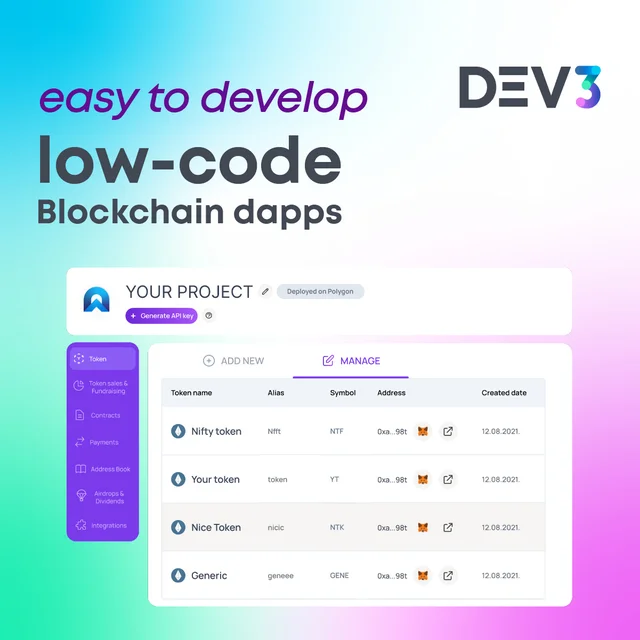 easy to develop
DEV3
low-code
Blockchain dapps
YOUR PROJECT
Deployed on Polygon
+ Generate API key
Token
Token sales &
Fundraising
Contracts
Payments
Address Book
Airdrops &
Dividends
Integrations
ADD NEW
MANAGE
Token name Alias Symbol Address Created date
Nifty token Nfft NTF 0xa...98t 12.08.2021.
Your token token YT 0xa...98t 12.08.2021.
Nice Token nicic NTK 0xa...98t 12.08.2021.
Generic geneee GENE 0xa...98t 12.08.2021.